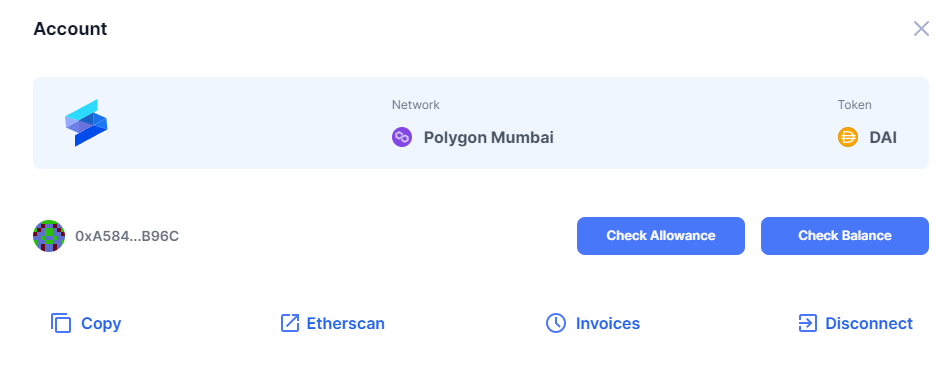 Account
Network Token
Polygon Mumbai DAI
0xA584...B96C Check Allowance Check Balance
Copy Etherscan Invoices Disconnect